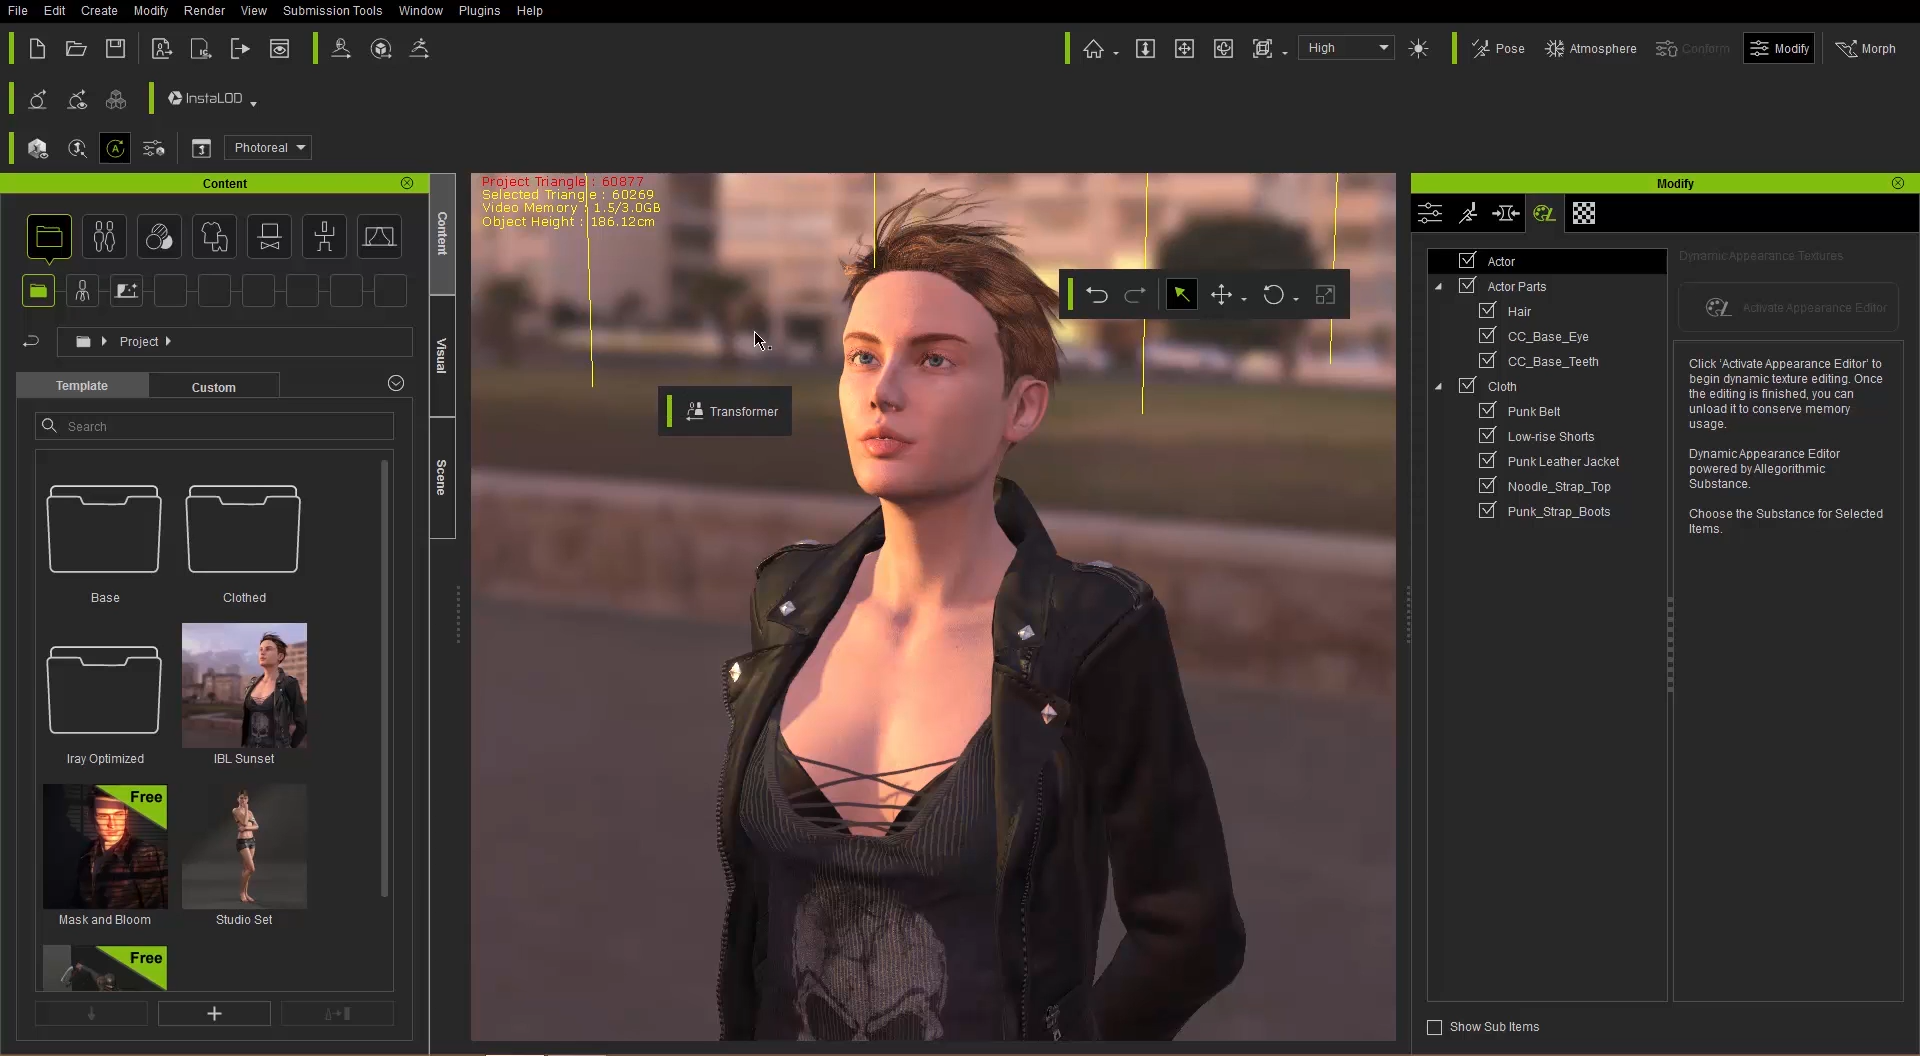 File Edit Create Modify Render View Submission Tools Window Plugins Help
High Pose Atmosphere Conform Modify Morph
InstaLOD
Photoreal
Content
Content
Visual
Scene
Project
Template Custom
Search
Base Clothed
Iray Optimized IBL Sunset
Free
Mask and Bloom Studio Set
Free
Project Triangle : 60877
Selected Triangle : 60269
Video Memory : 1.5/3.0GB
Object Height : 186.12cm
Transformer
Modify
Actor
Actor Parts
Hair
CC_Base_Eye
CC_Base_Teeth
Cloth
Punk Belt
Low-rise Shorts
Punk Leather Jacket
Noodle_Strap_Top
Punk_Strap_Boots
Show Sub Items
Dynamic Appearance Textures
Activate Appearance Editor
Click 'Activate Appearance Editor' to
begin dynamic texture editing. Once
the editing is finished, you can
unload it to conserve memory
usage.
Dynamic Appearance Editor
powered by Allegorithmic
Substance.
Choose the Substance for Selected
Items.